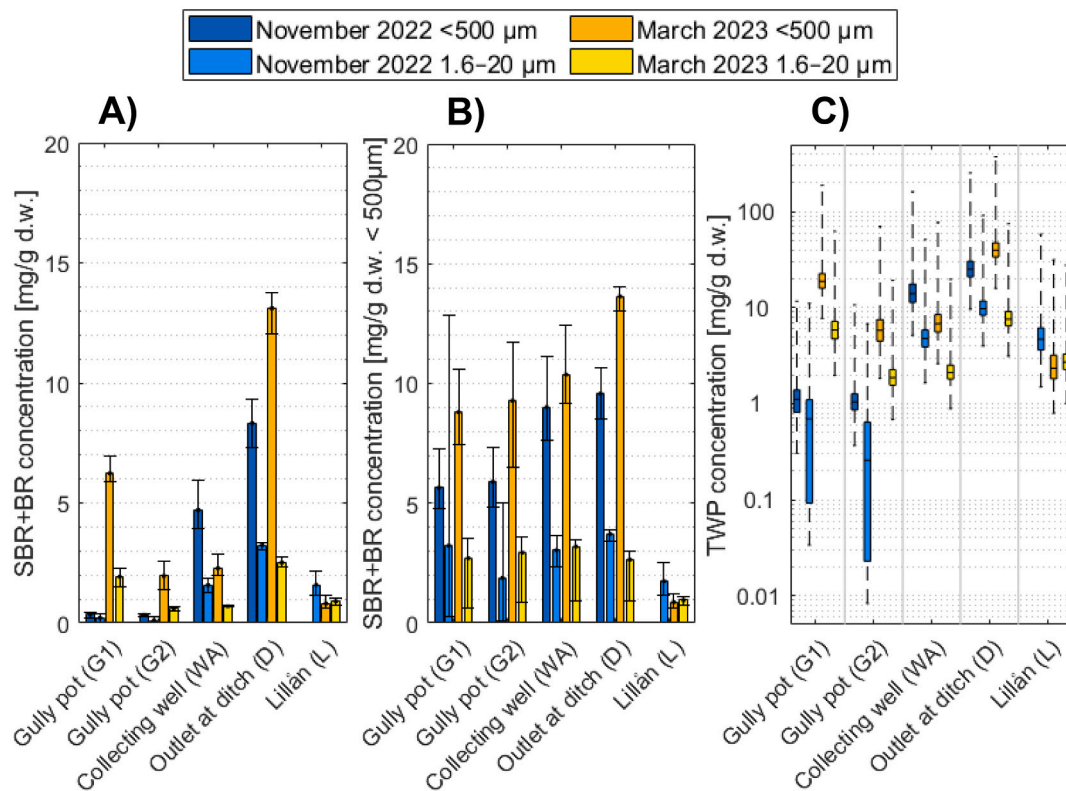 November 2022 <500 µm
March 2023 <500 µm
November 2022 1.6–20 µm
March 2023 1.6–20 µm
A)
B)
C)
SBR+BR concentration [mg/g d.w.]
20
15
10
5
0
Gully pot (G1)
Gully pot (G2)
Collecting well (WA)
Outlet at ditch (D)
Lillån (L)
SBR+BR concentration [mg/g d.w. < 500µm]
20
15
10
5
0
Gully pot (G1)
Gully pot (G2)
Collecting well (WA)
Outlet at ditch (D)
Lillån (L)
TWP concentration [mg/g d.w.]
100
10
1
0.1
0.01
Gully pot (G1)
Gully pot (G2)
Collecting well (WA)
Outlet at ditch (D)
Lillån (L)